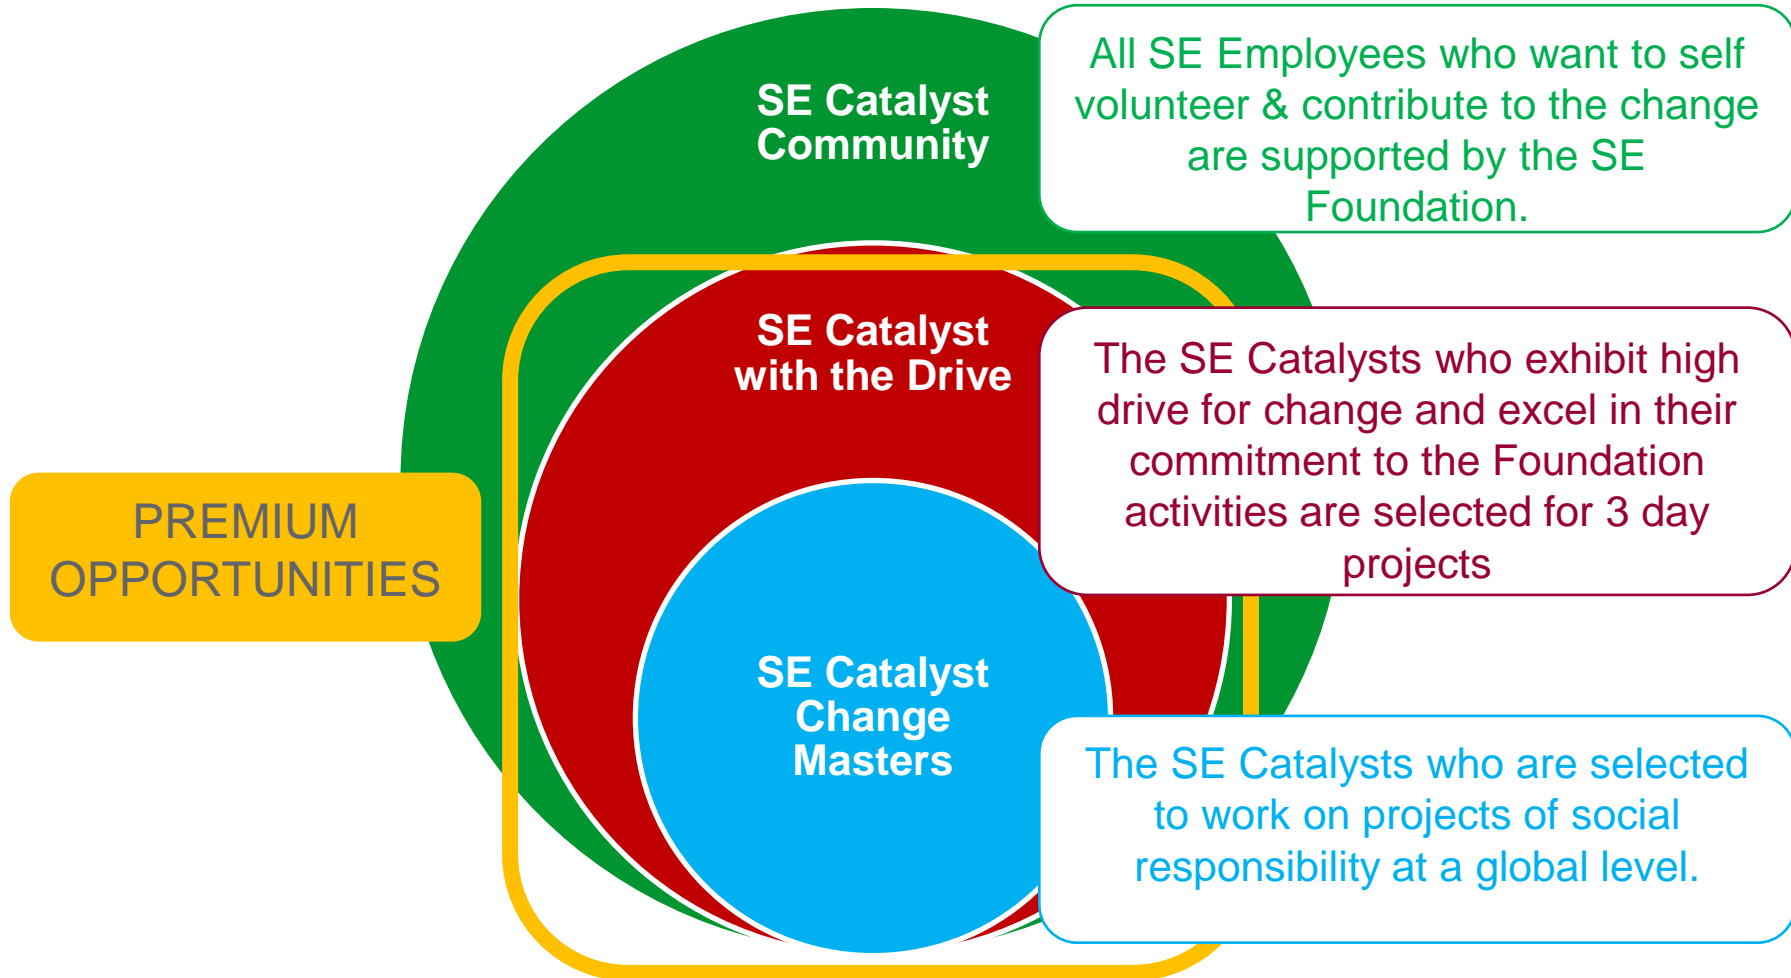 SE Catalyst
Community
All SE Employees who want to self
volunteer & contribute to the change
are supported by the SE
Foundation.
SE Catalyst
with the Drive
The SE Catalysts who exhibit high
drive for change and excel in their
commitment to the Foundation
activities are selected for 3 day
projects
PREMIUM
OPPORTUNITIES
SE Catalyst
Change
Masters
The SE Catalysts who are selected
to work on projects of social
responsibility at a global level.